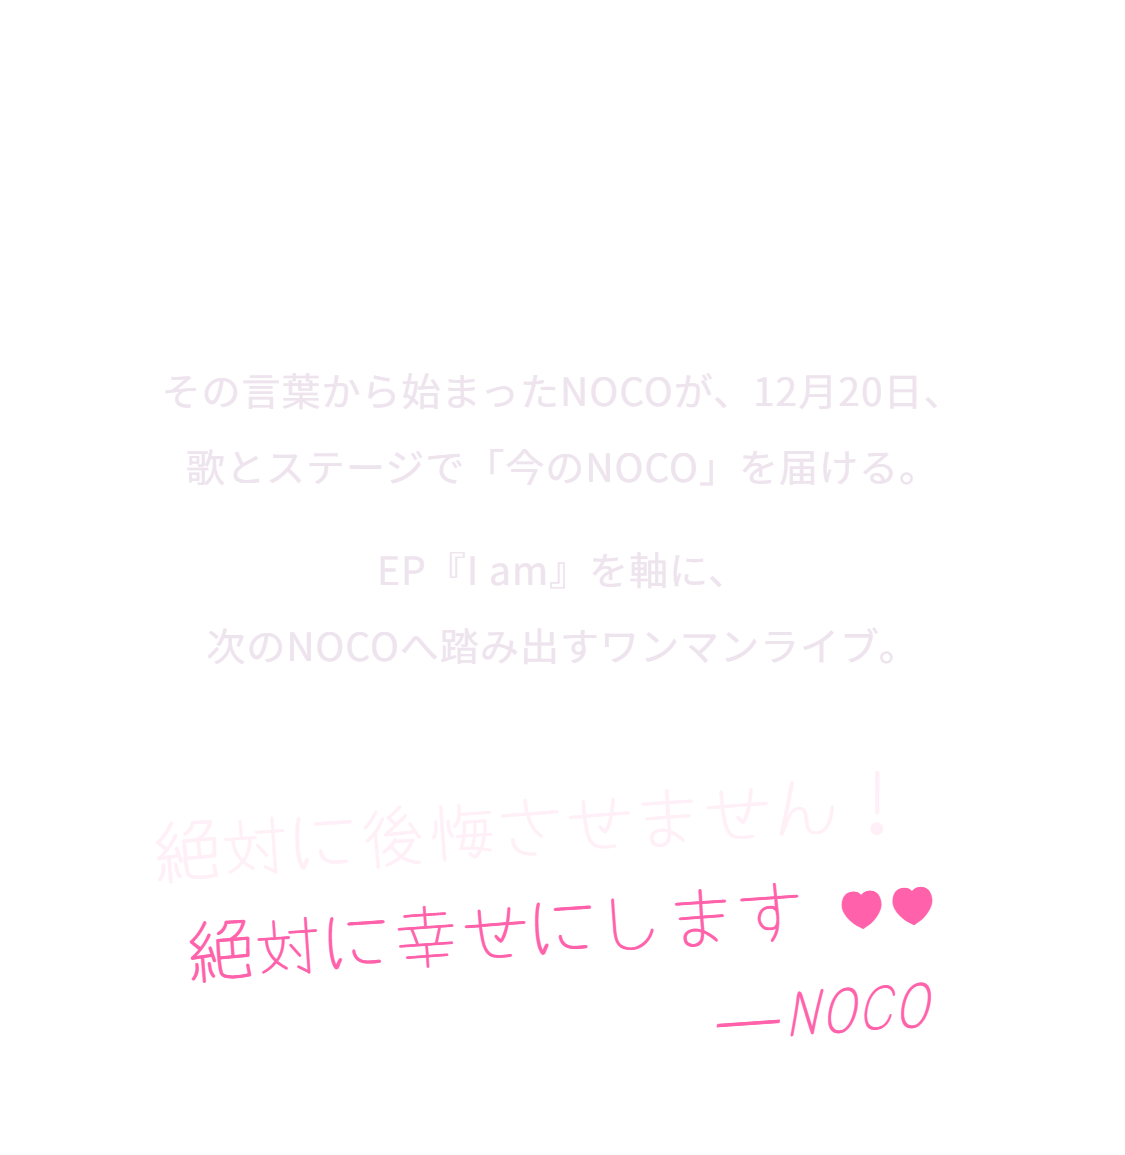 その言葉から始まったNOCOが、12月20日、
歌とステージで「今のNOCO」を届ける。
EP『I am』を軸に、
次のNOCOへ踏み出すワンマンライブ。
絶対に後悔させません！
絶対に幸せにします ♥♥
—NOCO